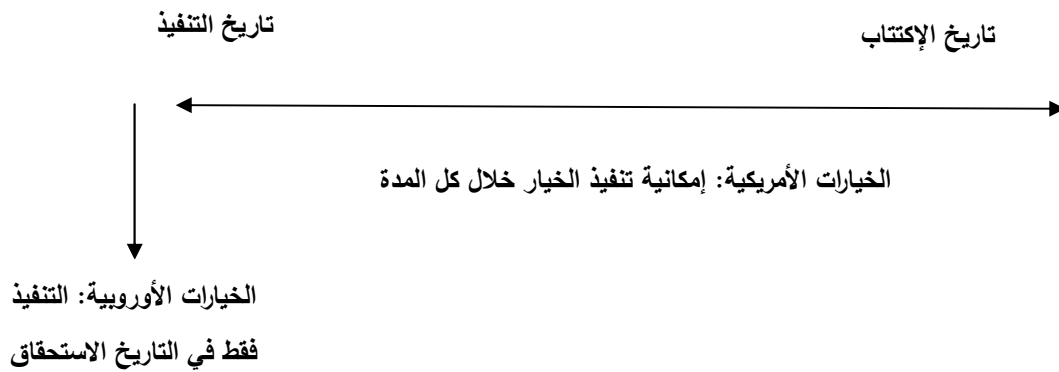 تاريخ الإكتتاب
تاريخ التنفيذ
الخيارات الأمريكية: إمكانية تنفيذ الخيار خلال كل المدة
الخيارات الأوروبية: التنفيذ
فقط في التاريخ الاستحقاق